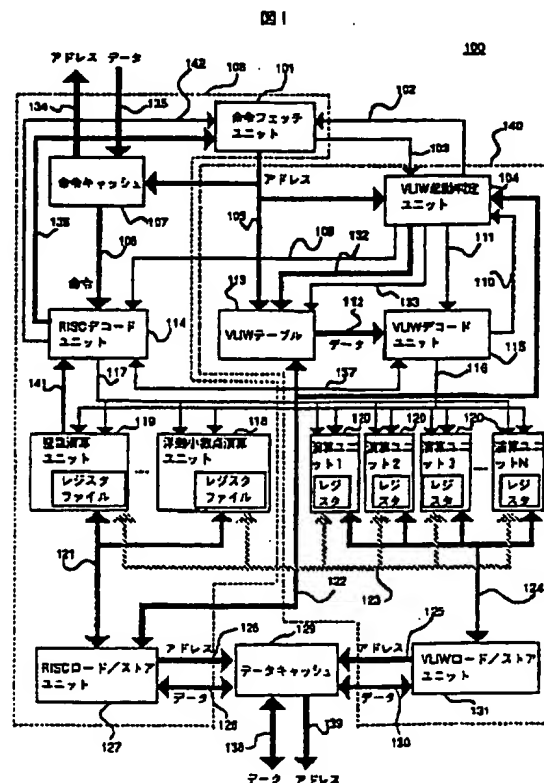 図1
100
アドレス データ
142
108
101
102
134
135
命令フェッチ
ユニット
103
140
命令キャッシュ
アドレス
VLIW起動判定
ユニット
104
107
105
136
106
109
132
111
110
命令
113
133
RISCデコード
ユニット
114
VLIWテーブル
112
データ
VLIWデコード
ユニット
115
137
116
141
117
119
118
120
120
120
整数演算
ユニット
レジスタ
ファイル
浮動小数点演算
ユニット
レジスタ
ファイル
演算ユニ
ット1
レジ
スタ
演算ユニ
ット2
レジ
スタ
演算ユニ
ット3
レジ
スタ
演算ユニ
ットN
レジ
スタ
121
122
123
124
アドレス
126
129
アドレス
125
RISCロード/ストア
ユニット
データキャッシュ
VLIWロード/ストア
ユニット
データ
128
データ
130
131
127
138
139
データ アドレス